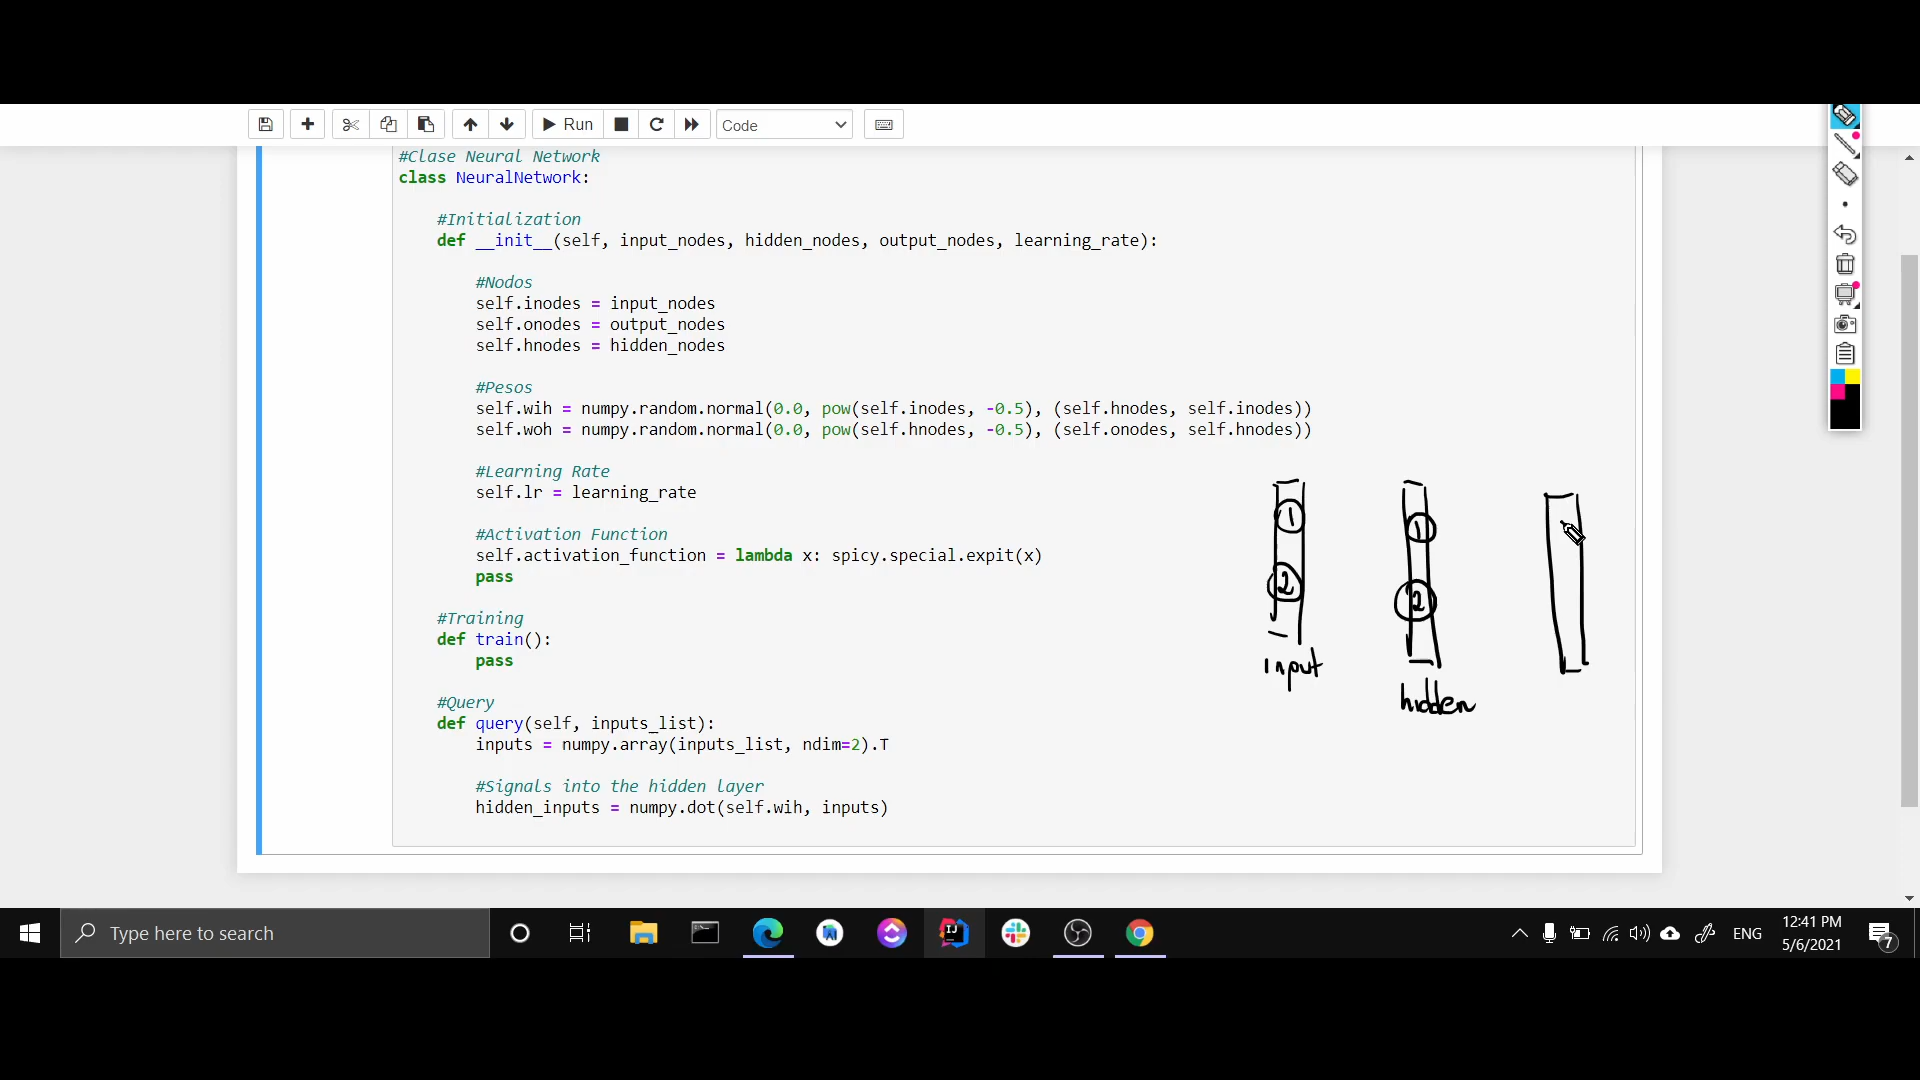 Run
Code
#Clase Neural Network
class NeuralNetwork:
#Initialization
def __init__(self, input_nodes, hidden_nodes, output_nodes, learning_rate):
#Nodos
self.inodes = input_nodes
self.onodes = output_nodes
self.hnodes = hidden_nodes
#Pesos
self.wih = numpy.random.normal(0.0, pow(self.inodes, -0.5), (self.hnodes, self.inodes))
self.woh = numpy.random.normal(0.0, pow(self.hnodes, -0.5), (self.onodes, self.hnodes))
#Learning Rate
self.lr = learning_rate
#Activation Function
self.activation_function = lambda x: spicy.special.expit(x)
pass
#Training
def train():
pass
#Query
def query(self, inputs_list):
inputs = numpy.array(inputs_list, ndim=2).T
#Signals into the hidden layer
hidden_inputs = numpy.dot(self.wih, inputs)
1 1
2 2
input
hidden
Type here to search
IJ
ENG
12:41 PM
5/6/2021
7